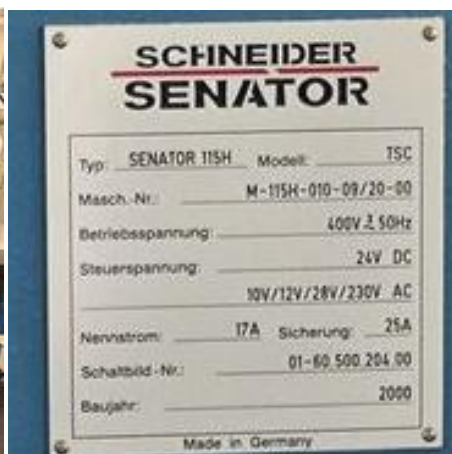 SCHNEIDER
SENATOR
Typ: SENATOR 115H Modell: TSC
Masch.-Nr.: M-115H-010-09/20-00
Betriebsspannung: 400V 50Hz
Steuerspannung: 24V DC
10V/12V/28V/230V AC
Nennstrom: 17A Sicherung: 25A
Schaltbild-Nr.: 01-60.500.204.00
Baujahr: 2000
Made in Germany